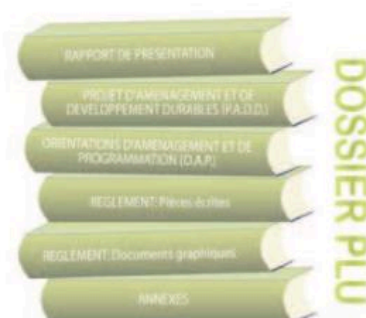 RAPPORT DE PRESENTATION
PROJET D'AMENAGEMENT ET DE
DEVELOPPEMENT DURABLES (P.A.D.D.)
ORIENTATIONS D'AMENAGEMENT ET DE
PROGRAMMATION (O.A.P.)
REGLEMENT: Pièces écrites
REGLEMENT: Documents graphiques
ANNEXES
DOSSIER PLU